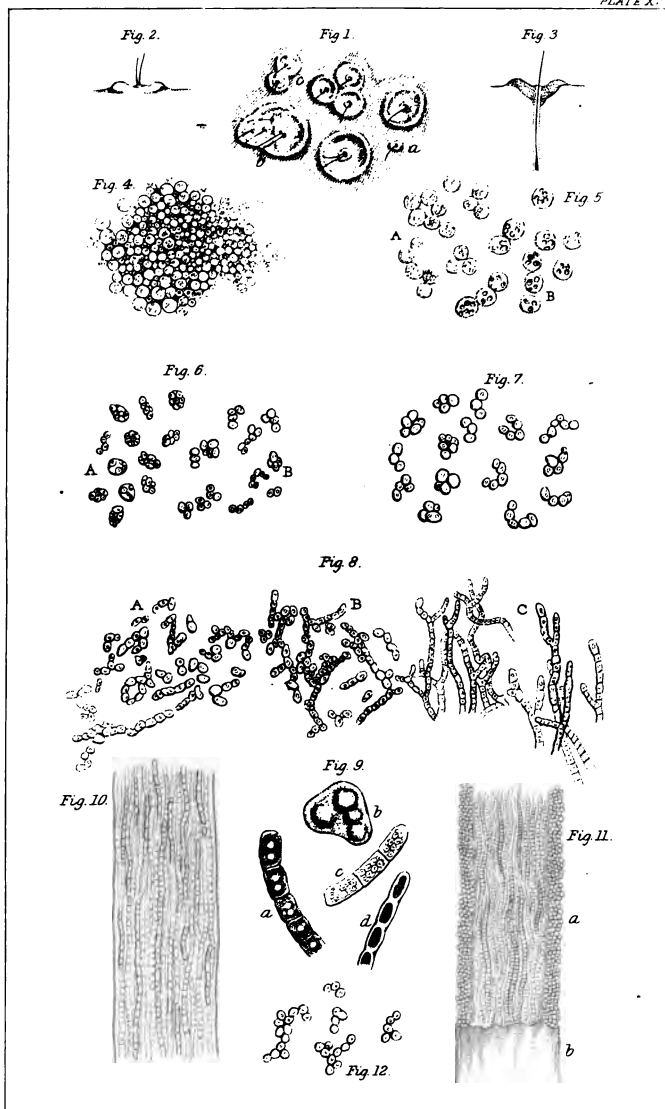 PLATE X.
Fig. 2.
Fig 1.
Fig. 3
c
b
a
Fig. 4.
Fig. 5
A
B
Fig. 6.
Fig. 7.
A
B
Fig 8.
A
B
C
Fig. 9.
Fig. 10.
b
Fig. 11.
c
a
d
a
b
Fig. 12